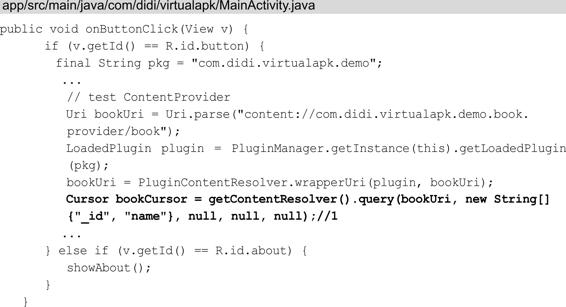 app/src/main/java/com/didi/virtualapk/MainActivity.java
public void onButtonClick(View v) {
if (v.getId() == R.id.button) {
final String pkg = "com.didi.virtualapk.demo";
...
// test ContentProvider
Uri bookUri = Uri.parse("content://com.didi.virtualapk.demo.book.
provider/book");
LoadedPlugin plugin = PluginManager.getInstance(this).getLoadedPlugin
(pkg);
bookUri = PluginContentResolver.wrapperUri(plugin, bookUri);
Cursor bookCursor = getContentResolver().query(bookUri, new String[]
{"_id", "name"}, null, null, null);//1
...
} else if (v.getId() == R.id.about) {
showAbout();
}
}